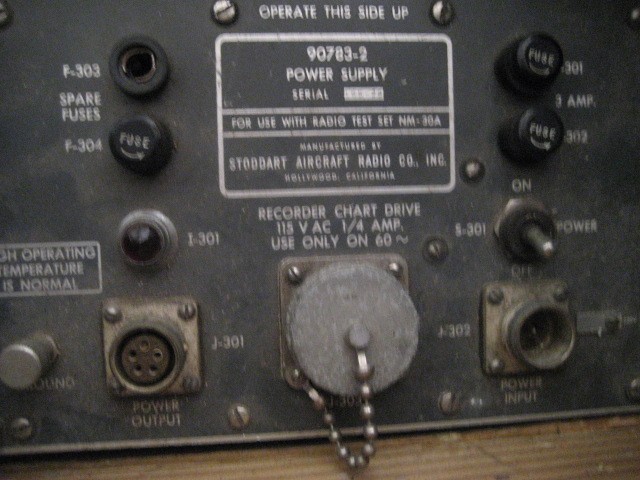 OPERATE THIS SIDE UP
90783-2
POWER SUPPLY
SERIAL
FOR USE WITH RADIO TEST SET NM-30A
MANUFACTURED BY
STODDART AIRCRAFT RADIO CO., INC.
HOLLYWOOD, CALIFORNIA
F-303
SPARE
FUSES
F-304
FUSE
FUSE
301
3 AMP.
FUSE
302
I-301
RECORDER CHART DRIVE
115 V AC 1/4 AMP.
USE ONLY ON 60 ~
ON
S-301
POWER
OFF
GH OPERATING
TEMPERATURE
IS NORMAL
J-301
J-302
OUND
POWER
OUTPUT
POWER
INPUT